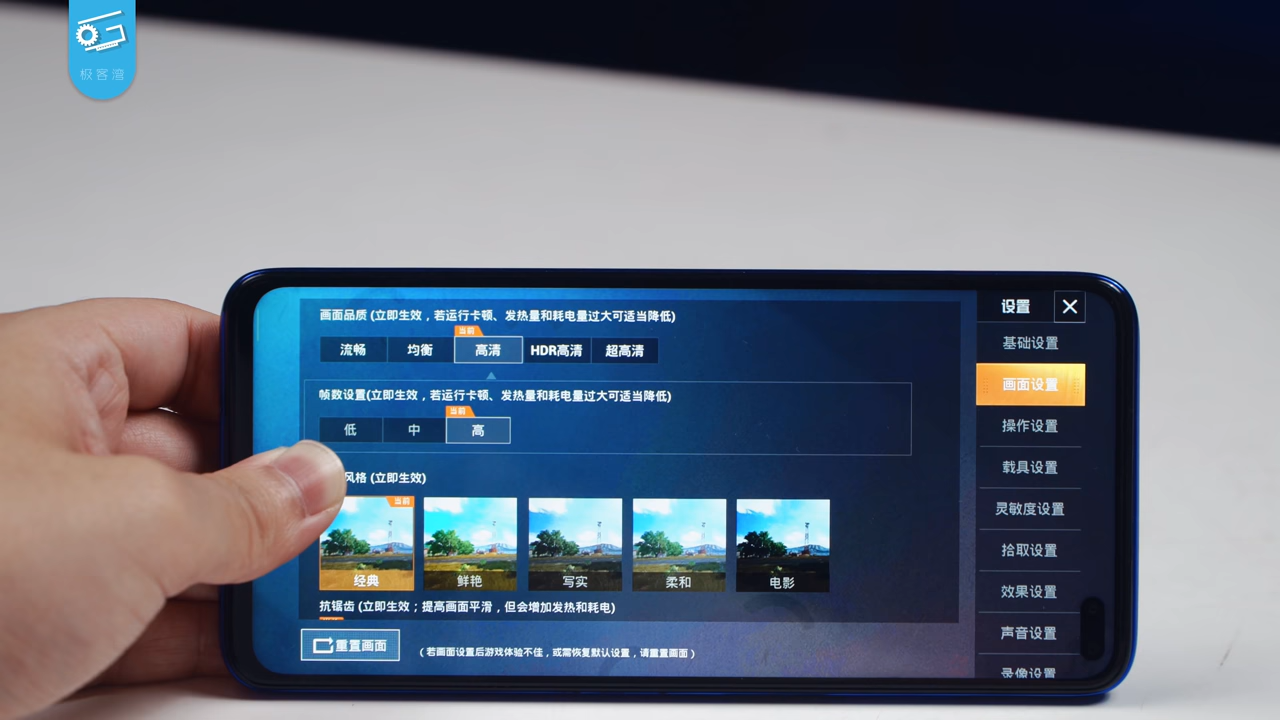 极客湾
画面品质 (立即生效，若运行卡顿、发热量和耗电量过大可适当降低)
当前
流畅 均衡 高清 HDR高清 超高清
帧数设置(立即生效，若运行卡顿、发热量和耗电量过大可适当降低)
当前
低 中 高
风格 (立即生效)
当前
经典 鲜艳 写实 柔和 电影
抗锯齿 (立即生效；提高画面平滑，但会增加发热和耗电)
重置画面
(若画面设置后游戏体验不佳，或需恢复默认设置，请重置画面)
设置
基础设置
画面设置
操作设置
载具设置
灵敏度设置
拾取设置
效果设置
声音设置
录像设置